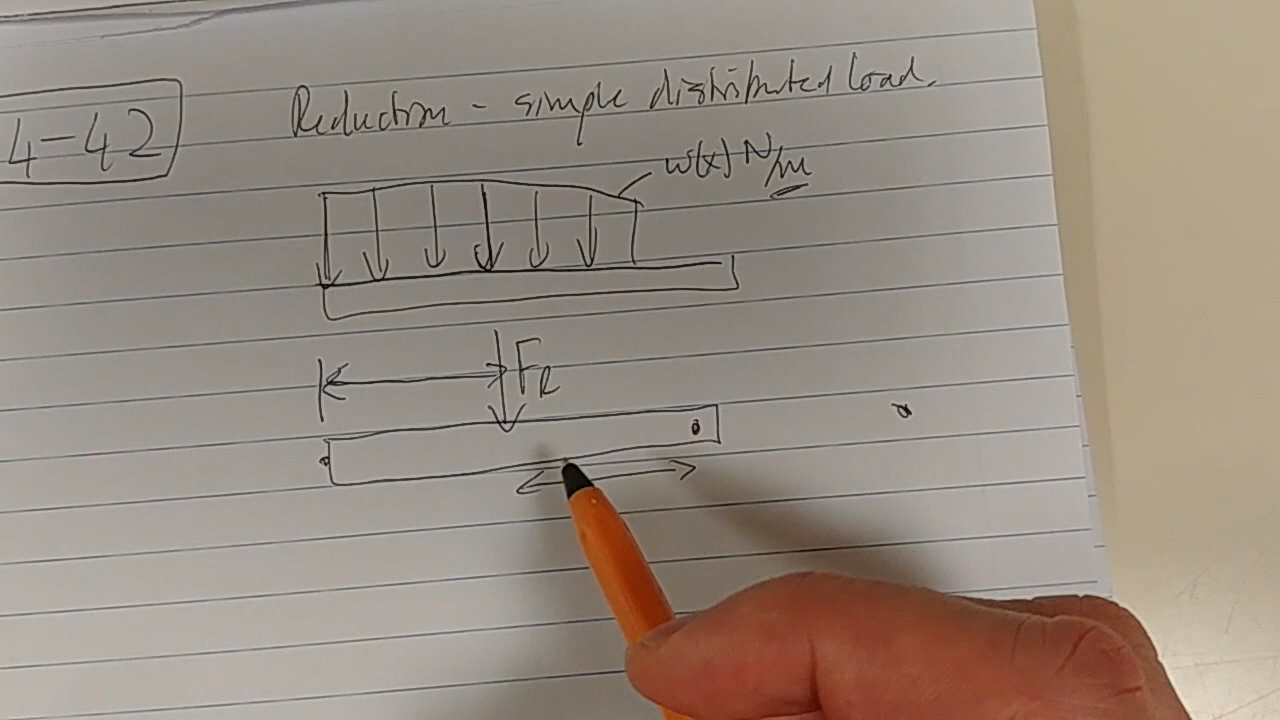 4-42
Reduction - simple distributed load.
w(x) N/m
FR